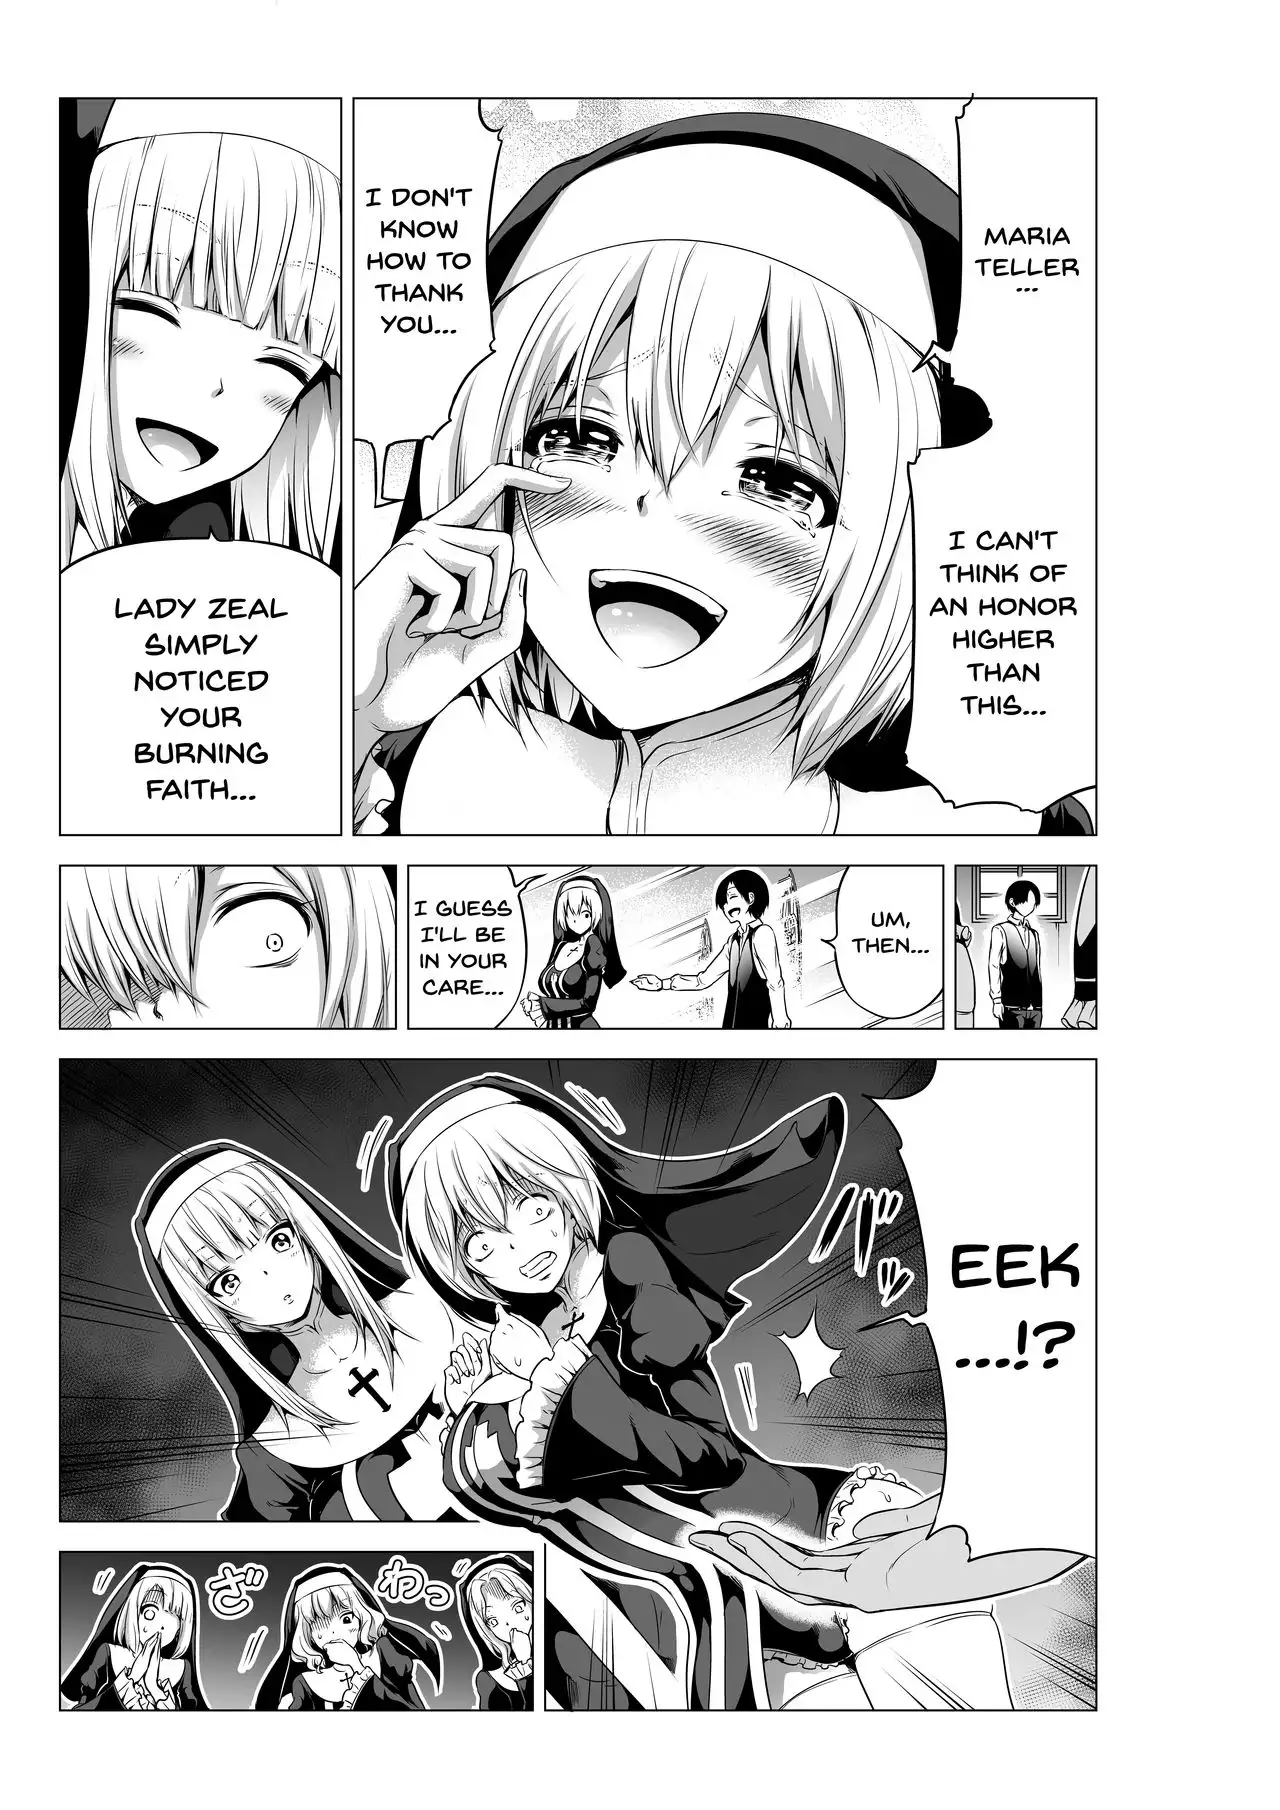 MARIA
TELLER
...
I CAN'T
THINK OF
AN HONOR
HIGHER
THAN
THIS...
I DON'T
KNOW
HOW TO
THANK
YOU...
LADY ZEAL
SIMPLY
NOTICED
YOUR
BURNING
FAITH...
UM,
THEN...
I GUESS
I'LL BE
IN YOUR
CARE...
EEK
...!?
ざわっ